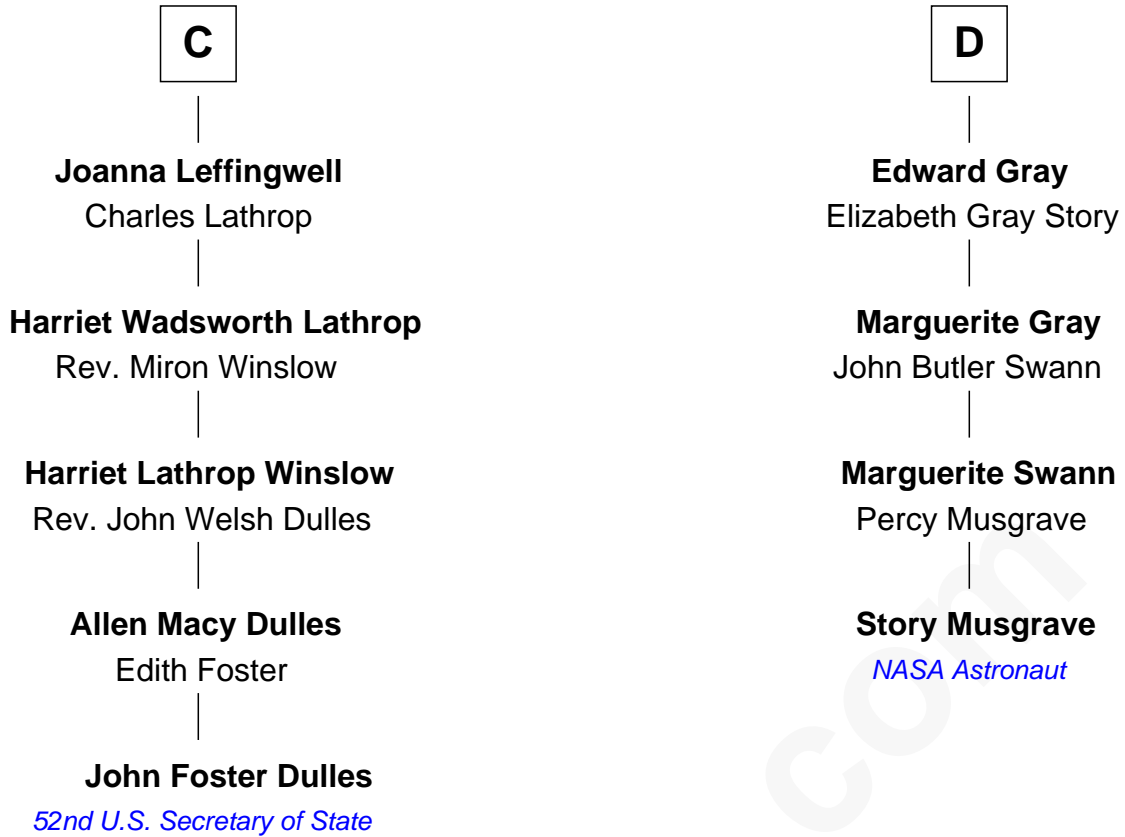 C
Joanna Leffingwell
Charles Lathrop
Harriet Wadsworth Lathrop
Rev. Miron Winslow
Harriet Lathrop Winslow
Rev. John Welsh Dulles
Allen Macy Dulles
Edith Foster
John Foster Dulles
52nd U.S. Secretary of State
D
Edward Gray
Elizabeth Gray Story
Marguerite Gray
John Butler Swann
Marguerite Swann
Percy Musgrave
Story Musgrave
NASA Astronaut
com